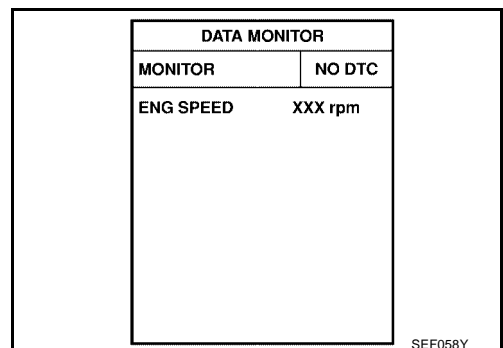 DATA MONITOR
MONITOR NO DTC
ENG SPEED XXX rpm
SEF058Y